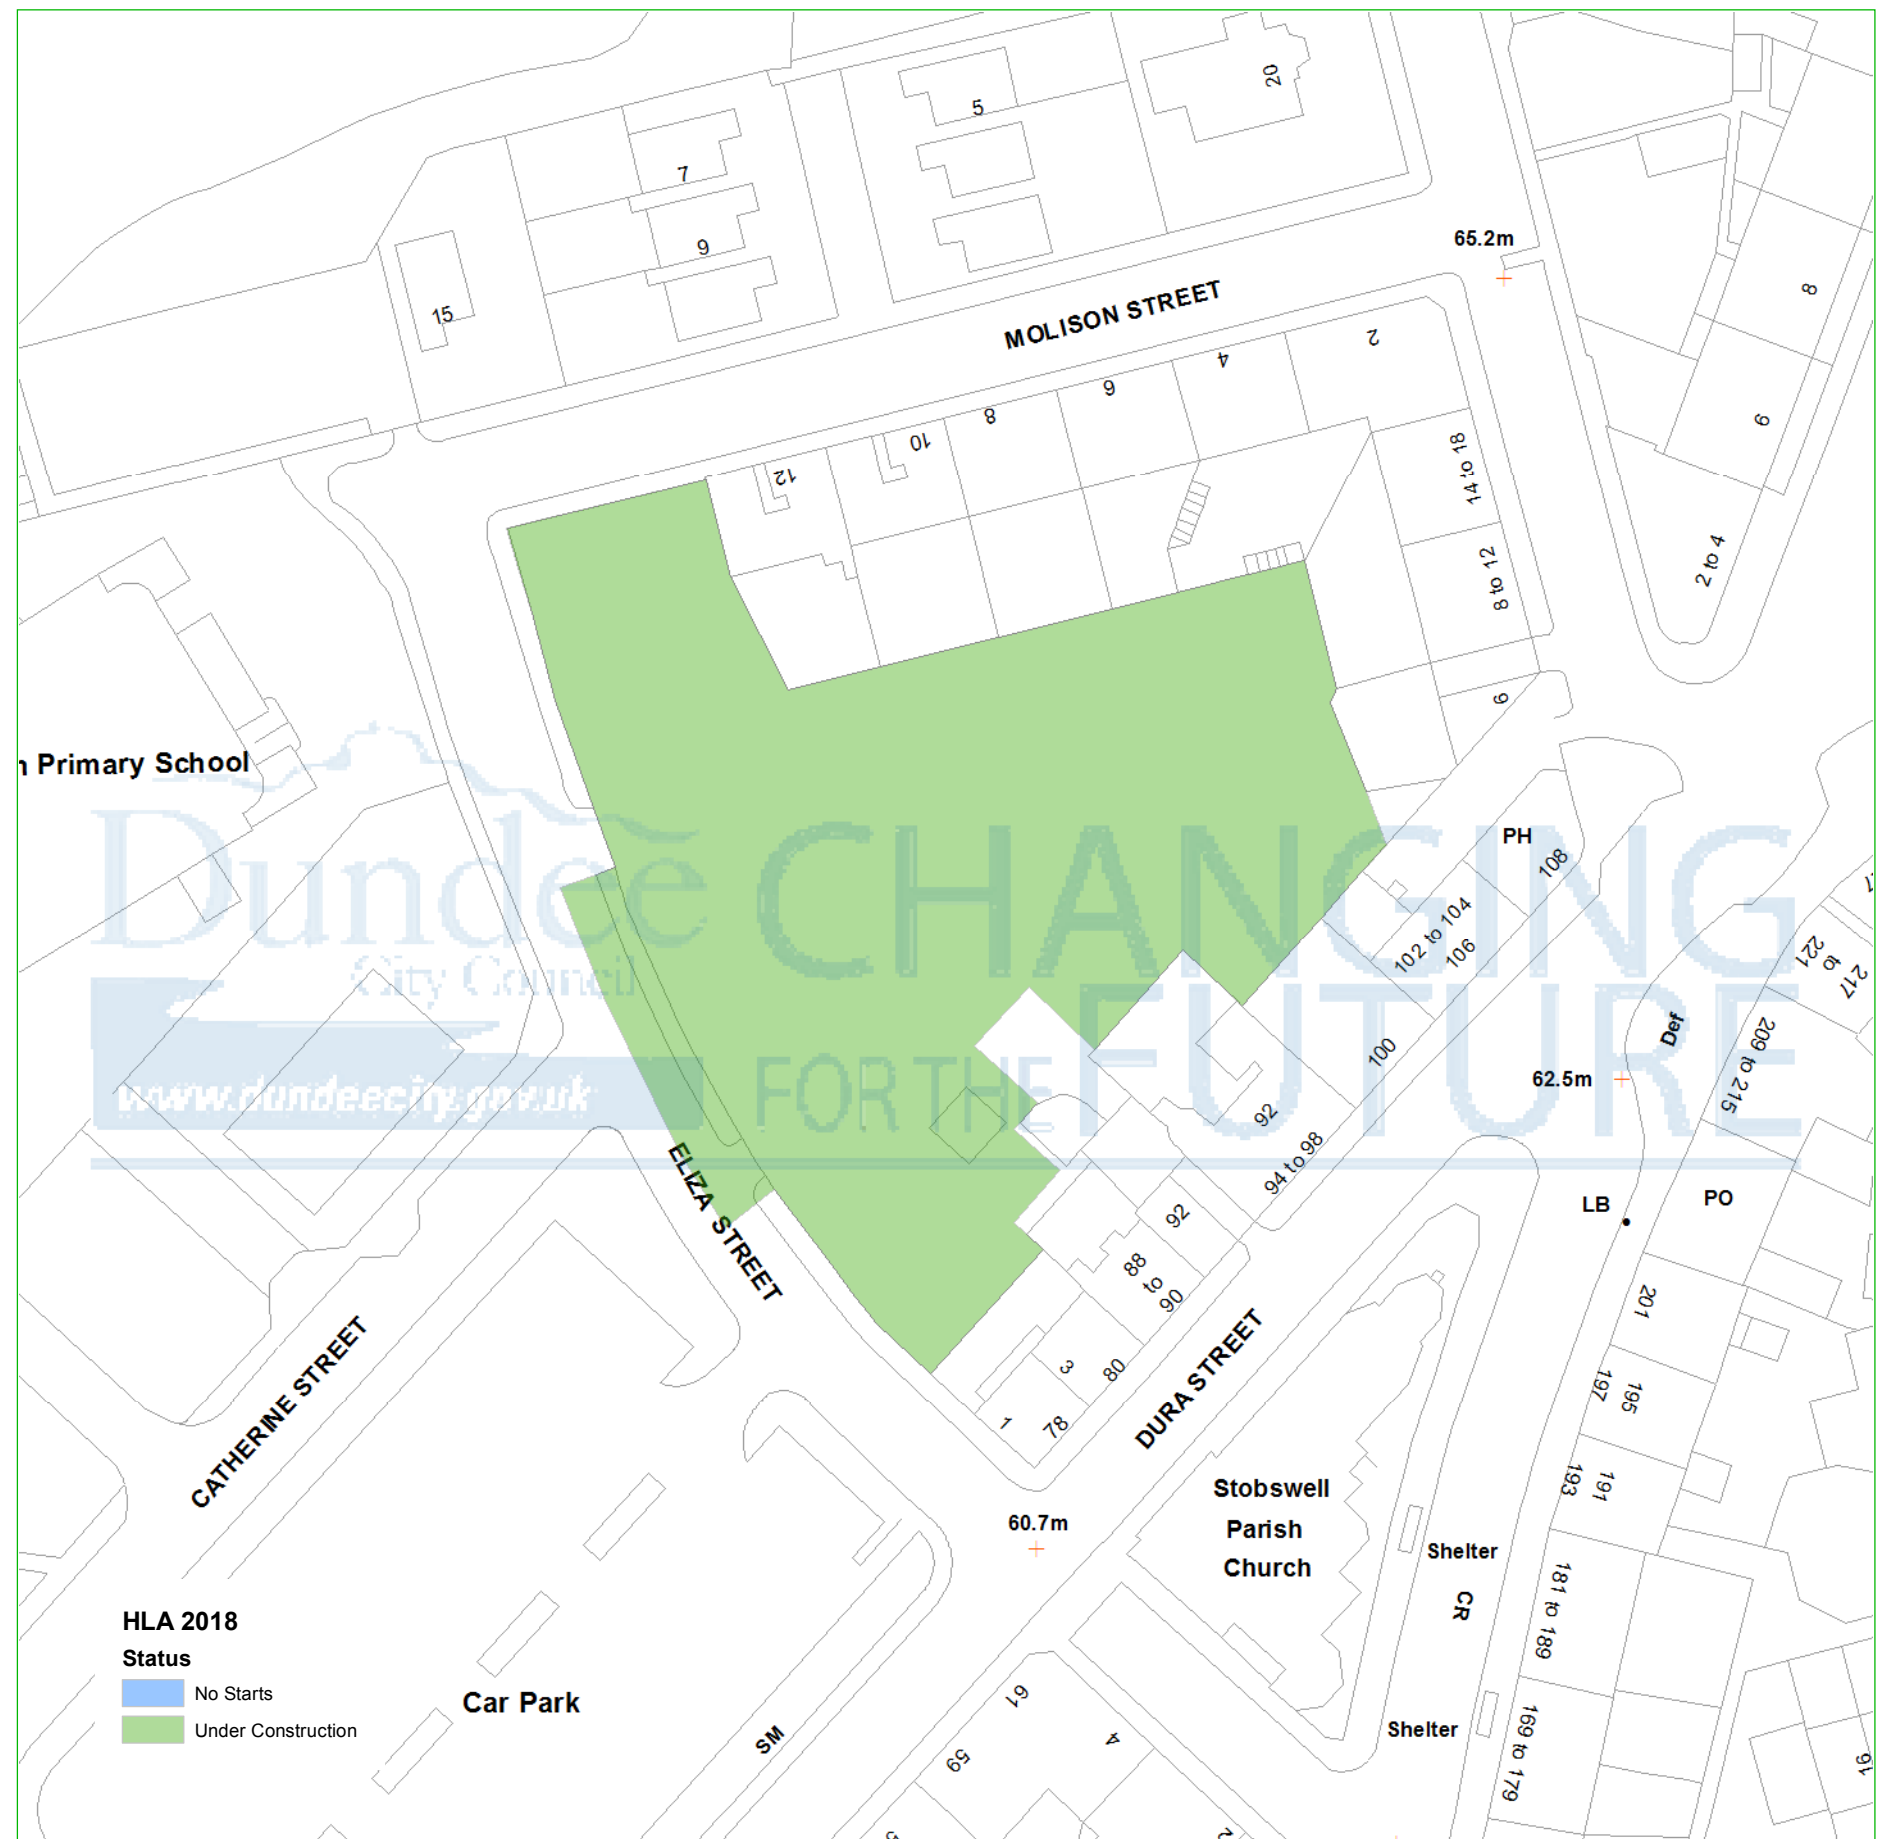 20
5
7
9
15
65.2m
MOLISON STREET
2
4
6
8
10
12
14 to 18
8 to 12
6
8
6
2 to 4
n Primary School
PH
108
102 to 104
106
100
92
94 to 98
92
88
to
90
3
80
1
78
221
to
217
Def
209 to 215
62.5m
LB
PO
201
197
195
193
191
181 to 189
169 to 179
Dundee
City Council
www.dundeecity.gov.uk
CHANGING
FOR THE FUTURE
ELIZA STREET
CATHERINE STREET
DURA STREET
Stobswell
Parish
Church
60.7m
Shelter
CR
Shelter
HLA 2018
Status
No Starts
Under Construction
Car Park
SM
61
59
4
2
16